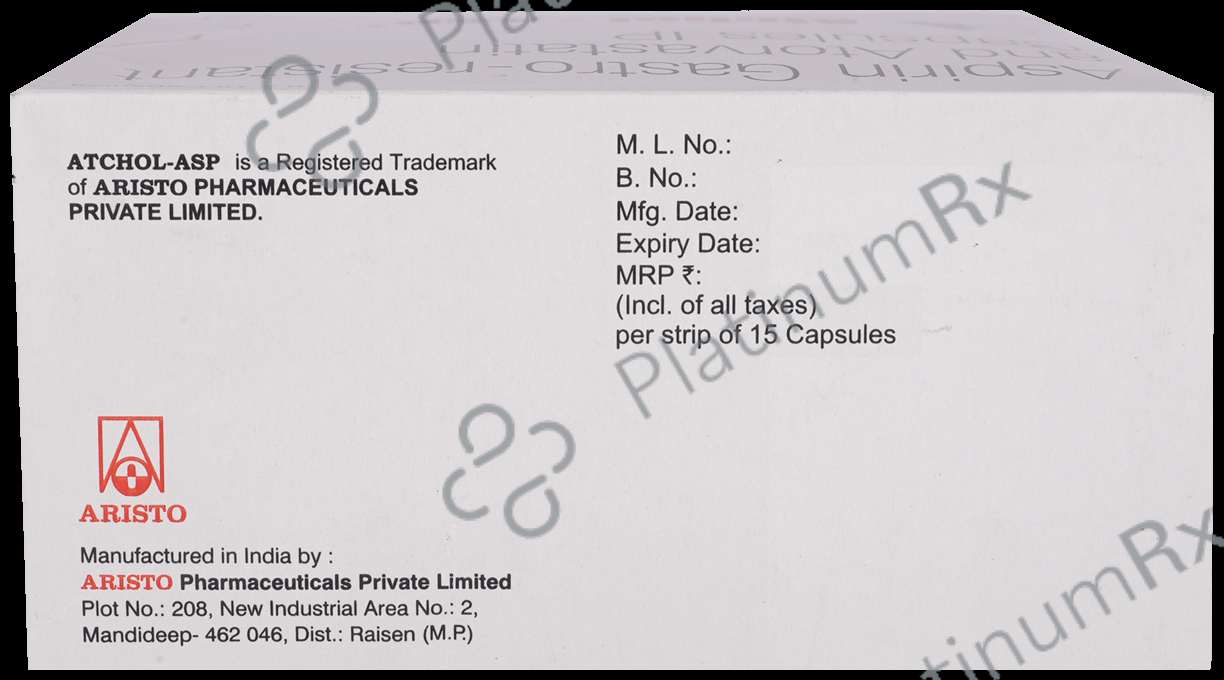 Aspirin Gastro-resistant
and Atorvastatin
Capsules IP
ATCHOL-ASP is a Registered Trademark
of ARISTO PHARMACEUTICALS
PRIVATE LIMITED.
M. L. No.:
B. No.:
Mfg. Date:
Expiry Date:
MRP ₹:
(Incl. of all taxes)
per strip of 15 Capsules
ARISTO
Manufactured in India by :
ARISTO Pharmaceuticals Private Limited
Plot No.: 208, New Industrial Area No.: 2,
Mandideep- 462 046, Dist.: Raisen (M.P.)
PlatinumRx